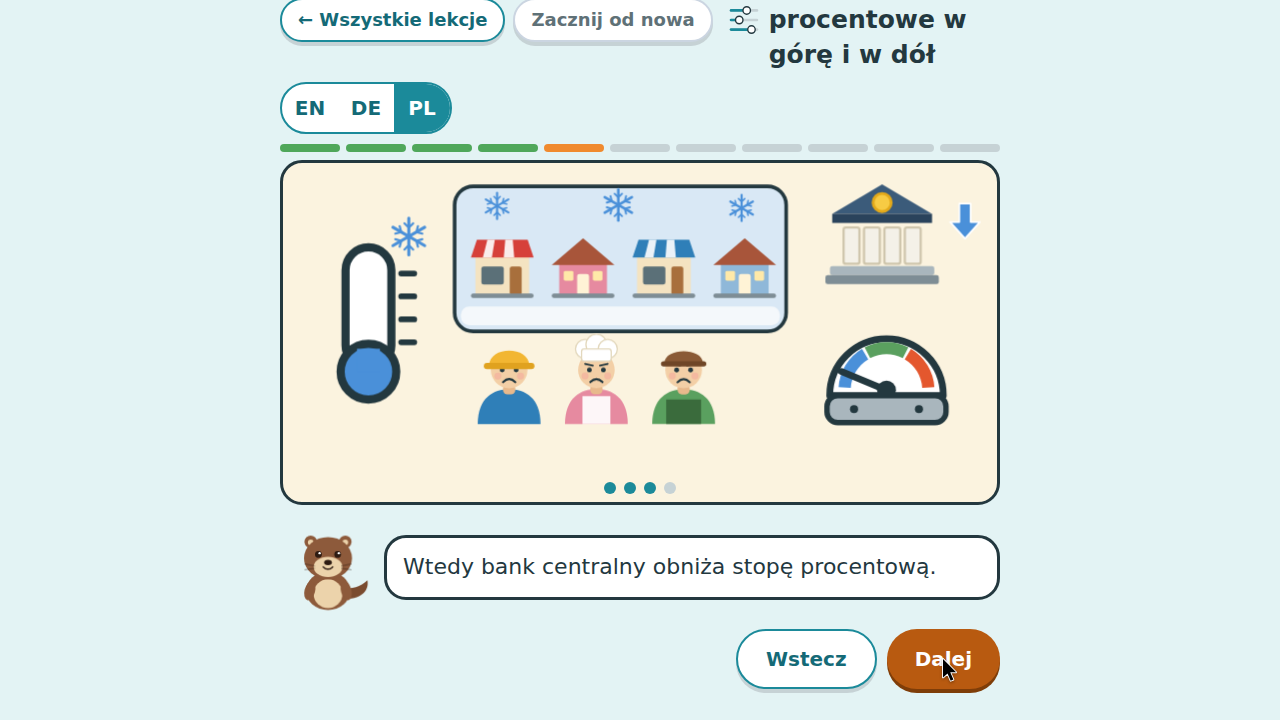 ← Wszystkie lekcje
Zacznij od nowa
procentowe w
górę i w dół
EN DE PL
Wtedy bank centralny obniża stopę procentową.
Wstecz
Dalej